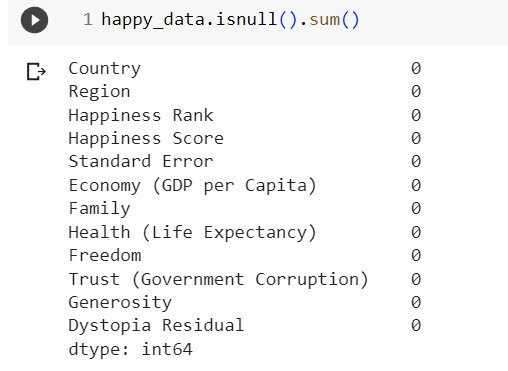 1 happy_data.isnull().sum()
Country 0
Region 0
Happiness Rank 0
Happiness Score 0
Standard Error 0
Economy (GDP per Capita) 0
Family 0
Health (Life Expectancy) 0
Freedom 0
Trust (Government Corruption) 0
Generosity 0
Dystopia Residual 0
dtype: int64